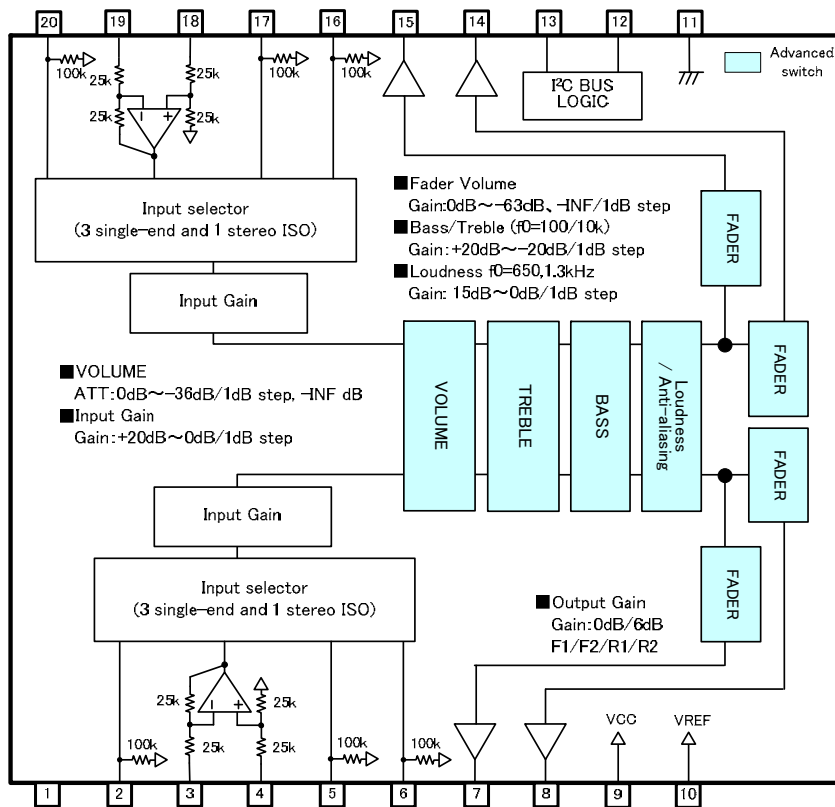 20
19
18
17
16
15
14
13
12
11
100k
25k
25k
25k
25k
100k
100k
I²C BUS
LOGIC
Advanced
switch
Input selector
(3 single-end and 1 stereo ISO)
Input Gain
■Fader Volume
Gain:0dB～−63dB、−INF/1dB step
■Bass/Treble (f0=100/10k)
Gain:+20dB～−20dB/1dB step
■Loudness f0=650,1.3kHz
Gain: 15dB～0dB/1dB step
FADER
FADER
■VOLUME
ATT:0dB～−36dB/1dB step, −INF dB
■Input Gain
Gain:+20dB～0dB/1dB step
VOLUME
TREBLE
BASS
Loudness
/ Anti-aliasing
FADER
FADER
Input Gain
Input selector
(3 single-end and 1 stereo ISO)
■Output Gain
Gain:0dB/6dB
F1/F2/R1/R2
25k
25k
100k
25k
25k
100k
100k
VCC
VREF
1
2
3
4
5
6
7
8
9
10